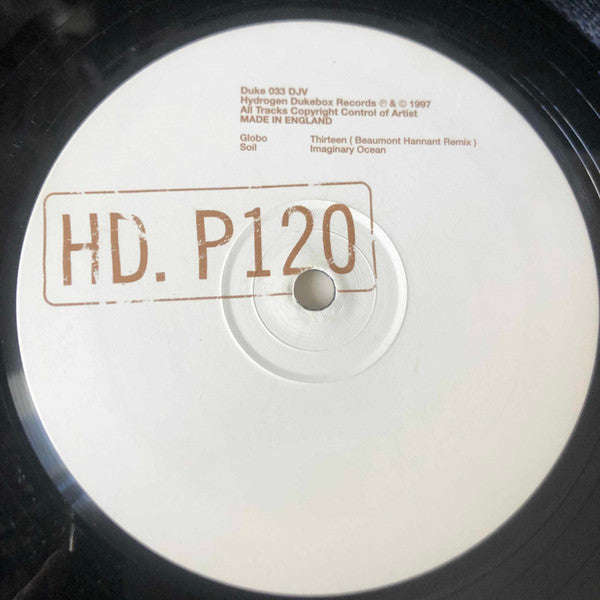 Duke 033 DJV
Hydrogen Dukebox Records ℗ & © 1997
All Tracks Copyright Control of Artist
MADE IN ENGLAND
Globo Thirteen ( Beaumont Hannant Remix )
Soil Imaginary Ocean
HD. P120